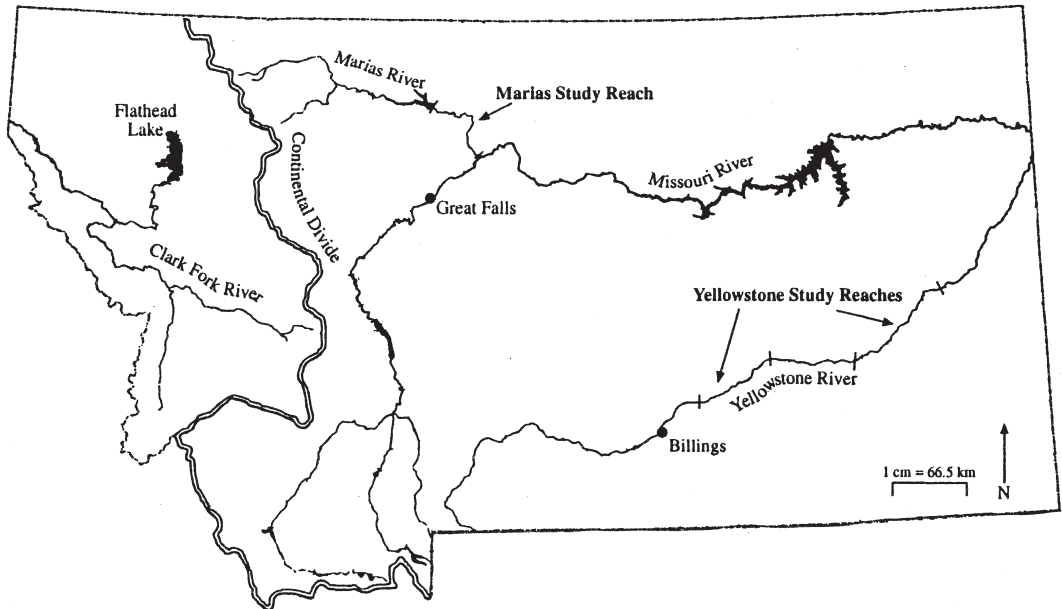 Marias River
Marias Study Reach
Flathead
Lake
Continental Divide
Missouri River
Great Falls
Clark Fork River
Yellowstone Study Reaches
Yellowstone River
Billings
1 cm = 66.5 km
N